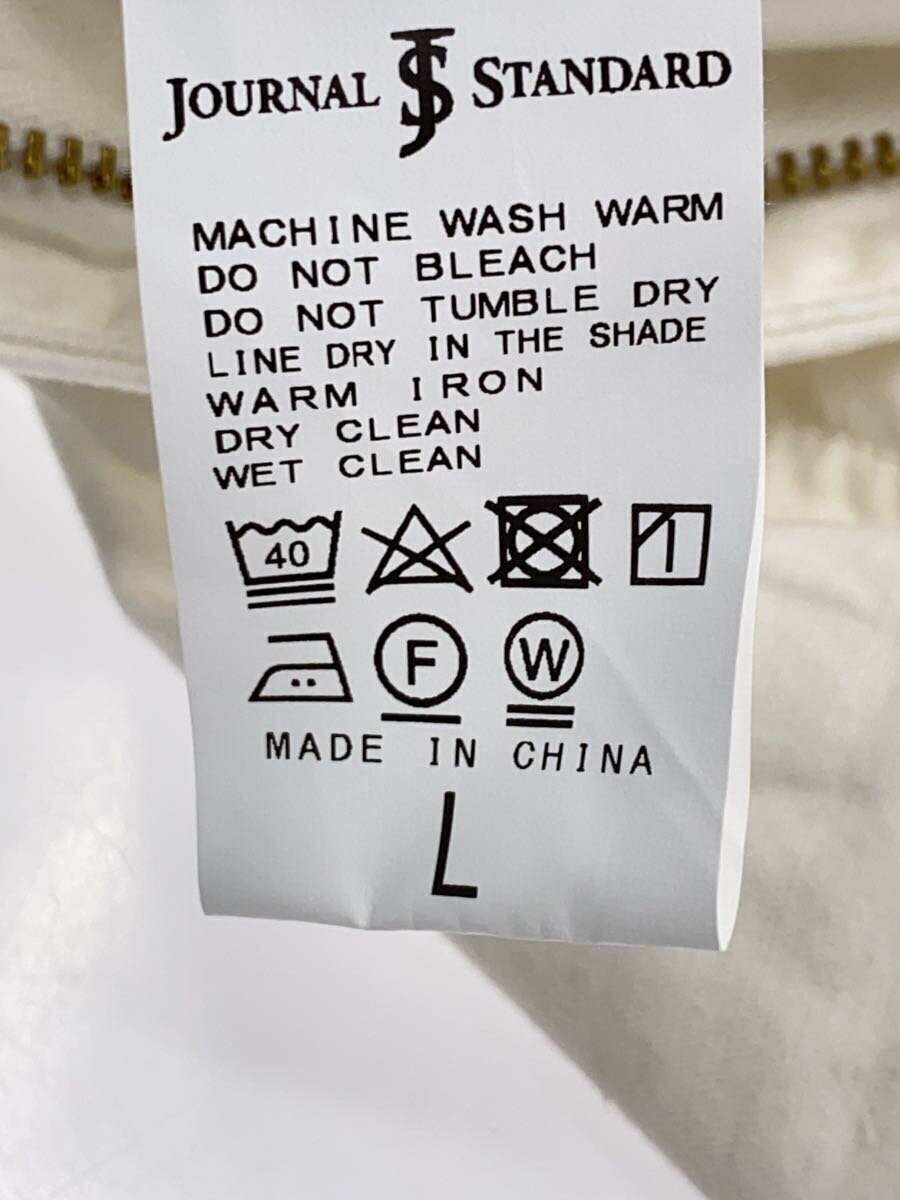 JOURNAL JS STANDARD
MACHINE WASH WARM
DO NOT BLEACH
DO NOT TUMBLE DRY
LINE DRY IN THE SHADE
WARM IRON
DRY CLEAN
WET CLEAN
40
F W
MADE IN CHINA
L